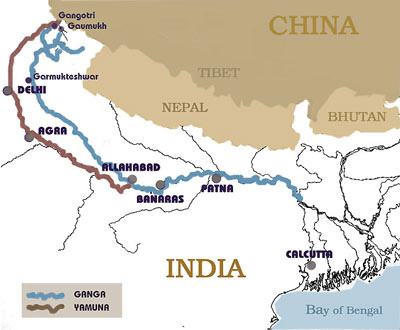 Gangotri
Gaumukh
CHINA
TIBET
Garmukteshwar
DELHI
NEPAL
BHUTAN
AGRA
ALLAHABAD
BANARAS
PATNA
CALCUTTA
INDIA
GANGA
YAMUNA
Bay of Bengal